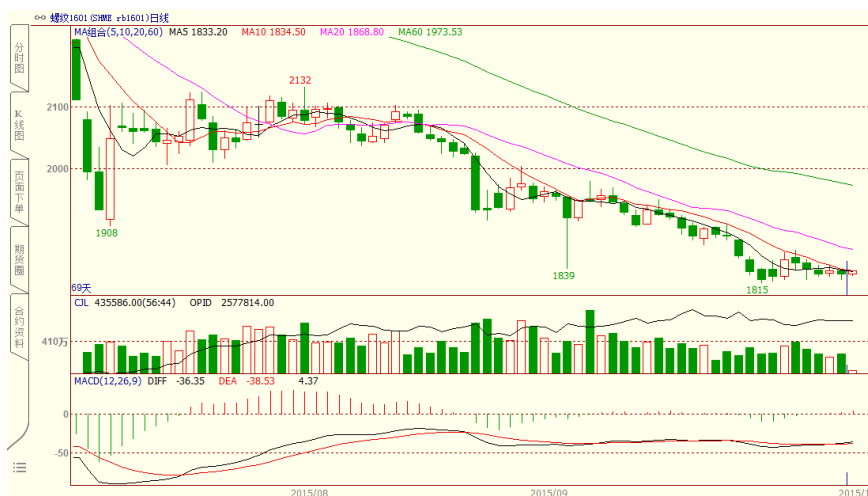 螺纹1601(SHME rb1601)日线
MA组合(5,10,20,60) MA5 1833.20 MA10 1834.50 MA20 1868.80 MA60 1973.53
分时图
K线图
页面下单
期货圈
合约资料
2132
2100
2000
1908
1839
1815
69天
CJL 435586.00(56:44) OPID 2577814.00
410万
MACD(12,26,9) DIFF -36.35 DEA -38.53 4.37
0
-50
2015/08 2015/09 2015/1